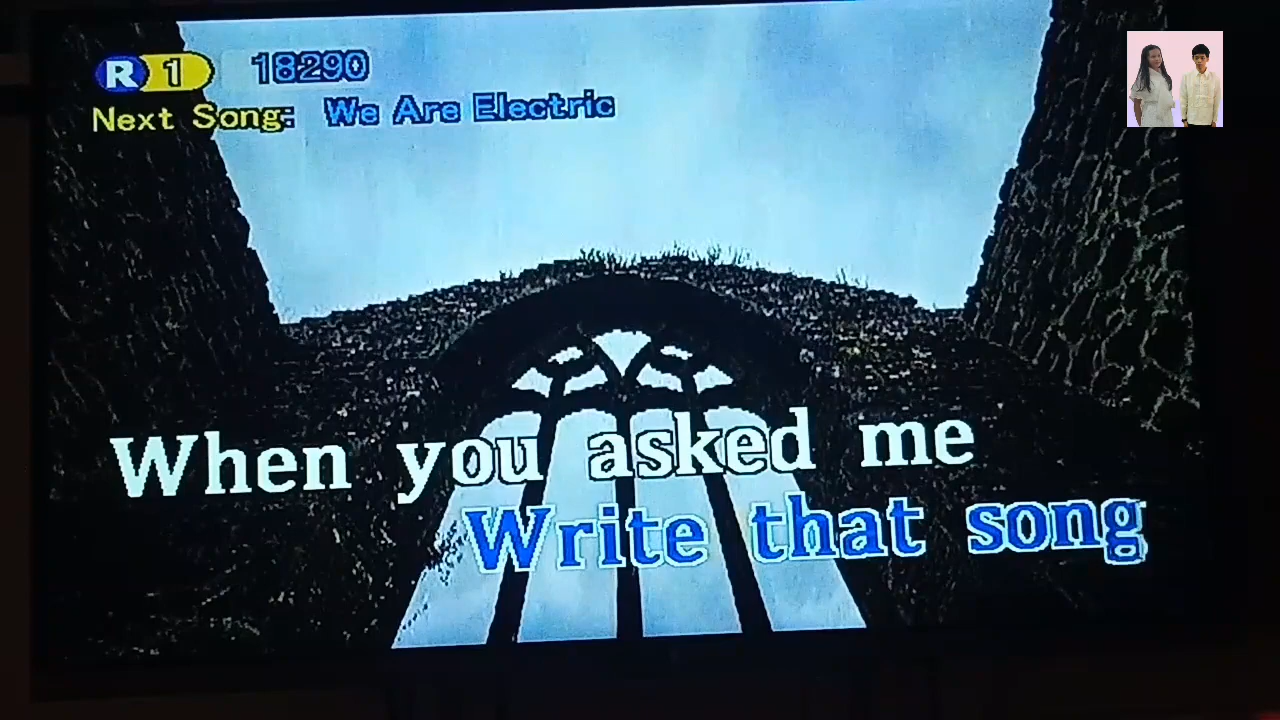 R 1 18290
Next Song: We Are Electric
When you asked me
Write that song